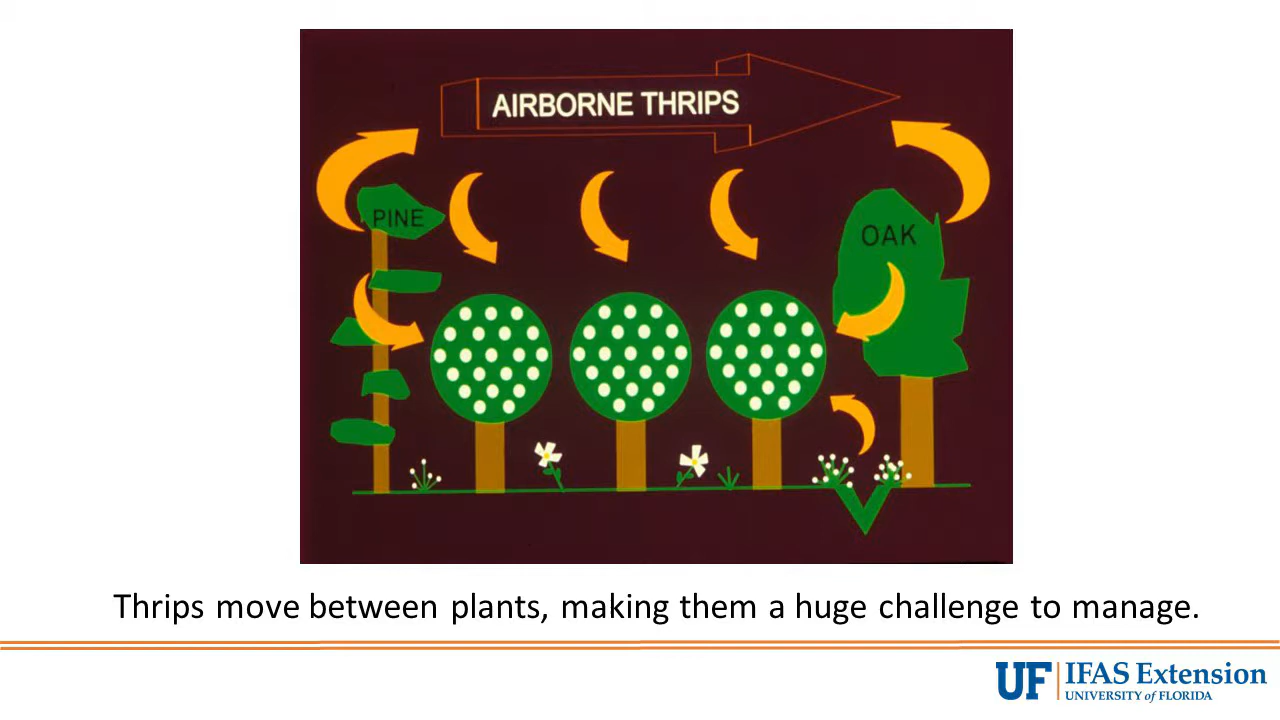 AIRBORNE THRIPS
PINE
OAK
Thrips move between plants, making them a huge challenge to manage.
UF IFAS Extension
UNIVERSITY of FLORIDA